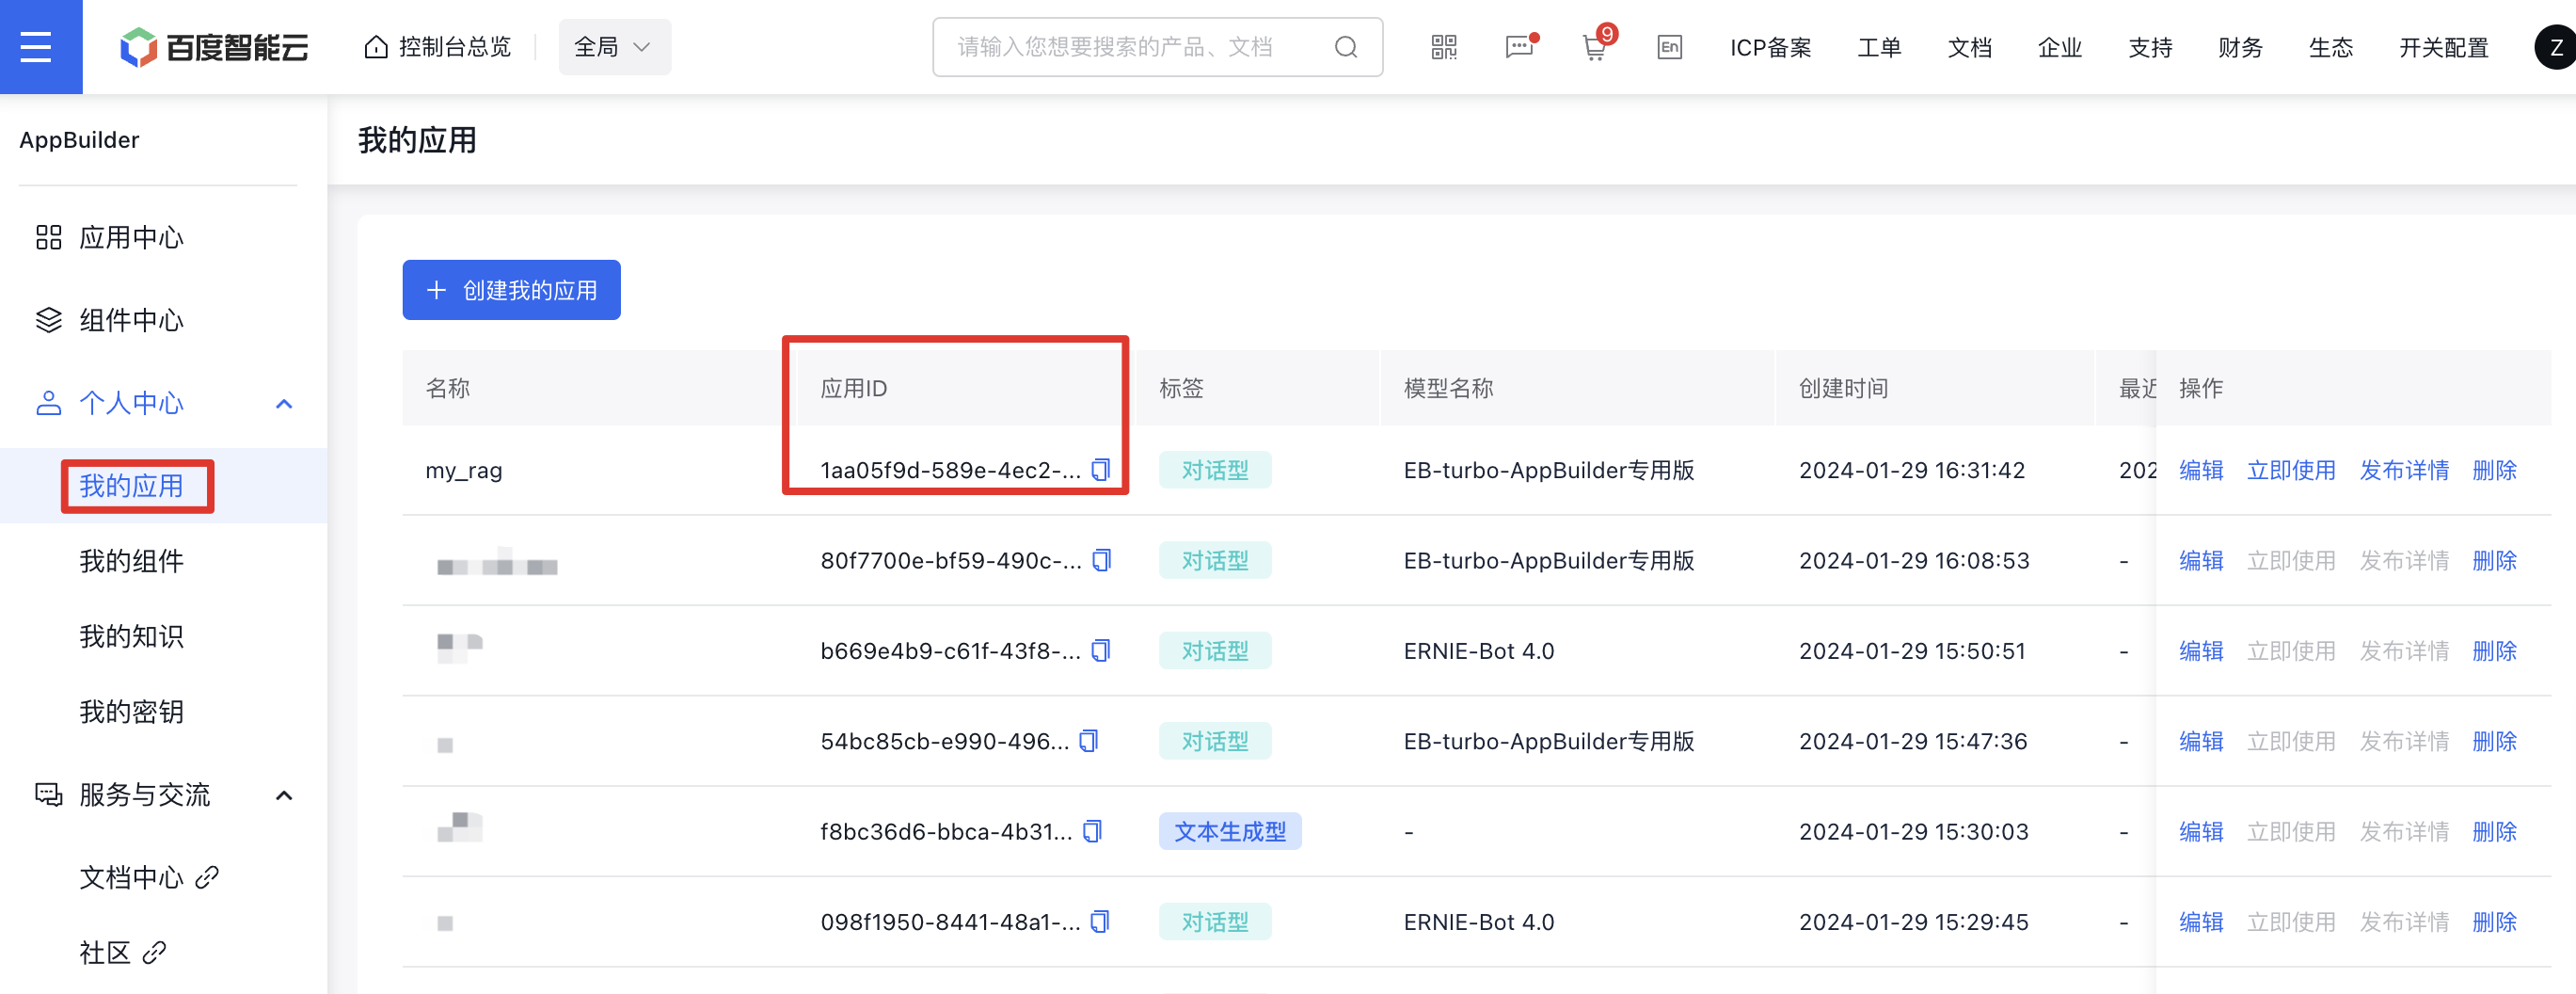 百度智能云
控制台总览
全局
请输入您想要搜索的产品、文档
9
En
ICP备案
工单
文档
企业
支持
财务
生态
开关配置
Z
AppBuilder
应用中心
组件中心
个人中心
我的应用
我的组件
我的知识
我的密钥
服务与交流
文档中心
社区
我的应用
创建我的应用
名称 应用ID 标签 模型名称 创建时间 最近 操作
my_rag 1aa05f9d-589e-4ec2-... 对话型 EB-turbo-AppBuilder专用版 2024-01-29 16:31:42 202 编辑 立即使用 发布详情 删除
80f7700e-bf59-490c-... 对话型 EB-turbo-AppBuilder专用版 2024-01-29 16:08:53 - 编辑 立即使用 发布详情 删除
b669e4b9-c61f-43f8-... 对话型 ERNIE-Bot 4.0 2024-01-29 15:50:51 - 编辑 立即使用 发布详情 删除
54bc85cb-e990-496... 对话型 EB-turbo-AppBuilder专用版 2024-01-29 15:47:36 - 编辑 立即使用 发布详情 删除
f8bc36d6-bbca-4b31... 文本生成型 - 2024-01-29 15:30:03 - 编辑 立即使用 发布详情 删除
098f1950-8441-48a1-... 对话型 ERNIE-Bot 4.0 2024-01-29 15:29:45 - 编辑 立即使用 发布详情 删除